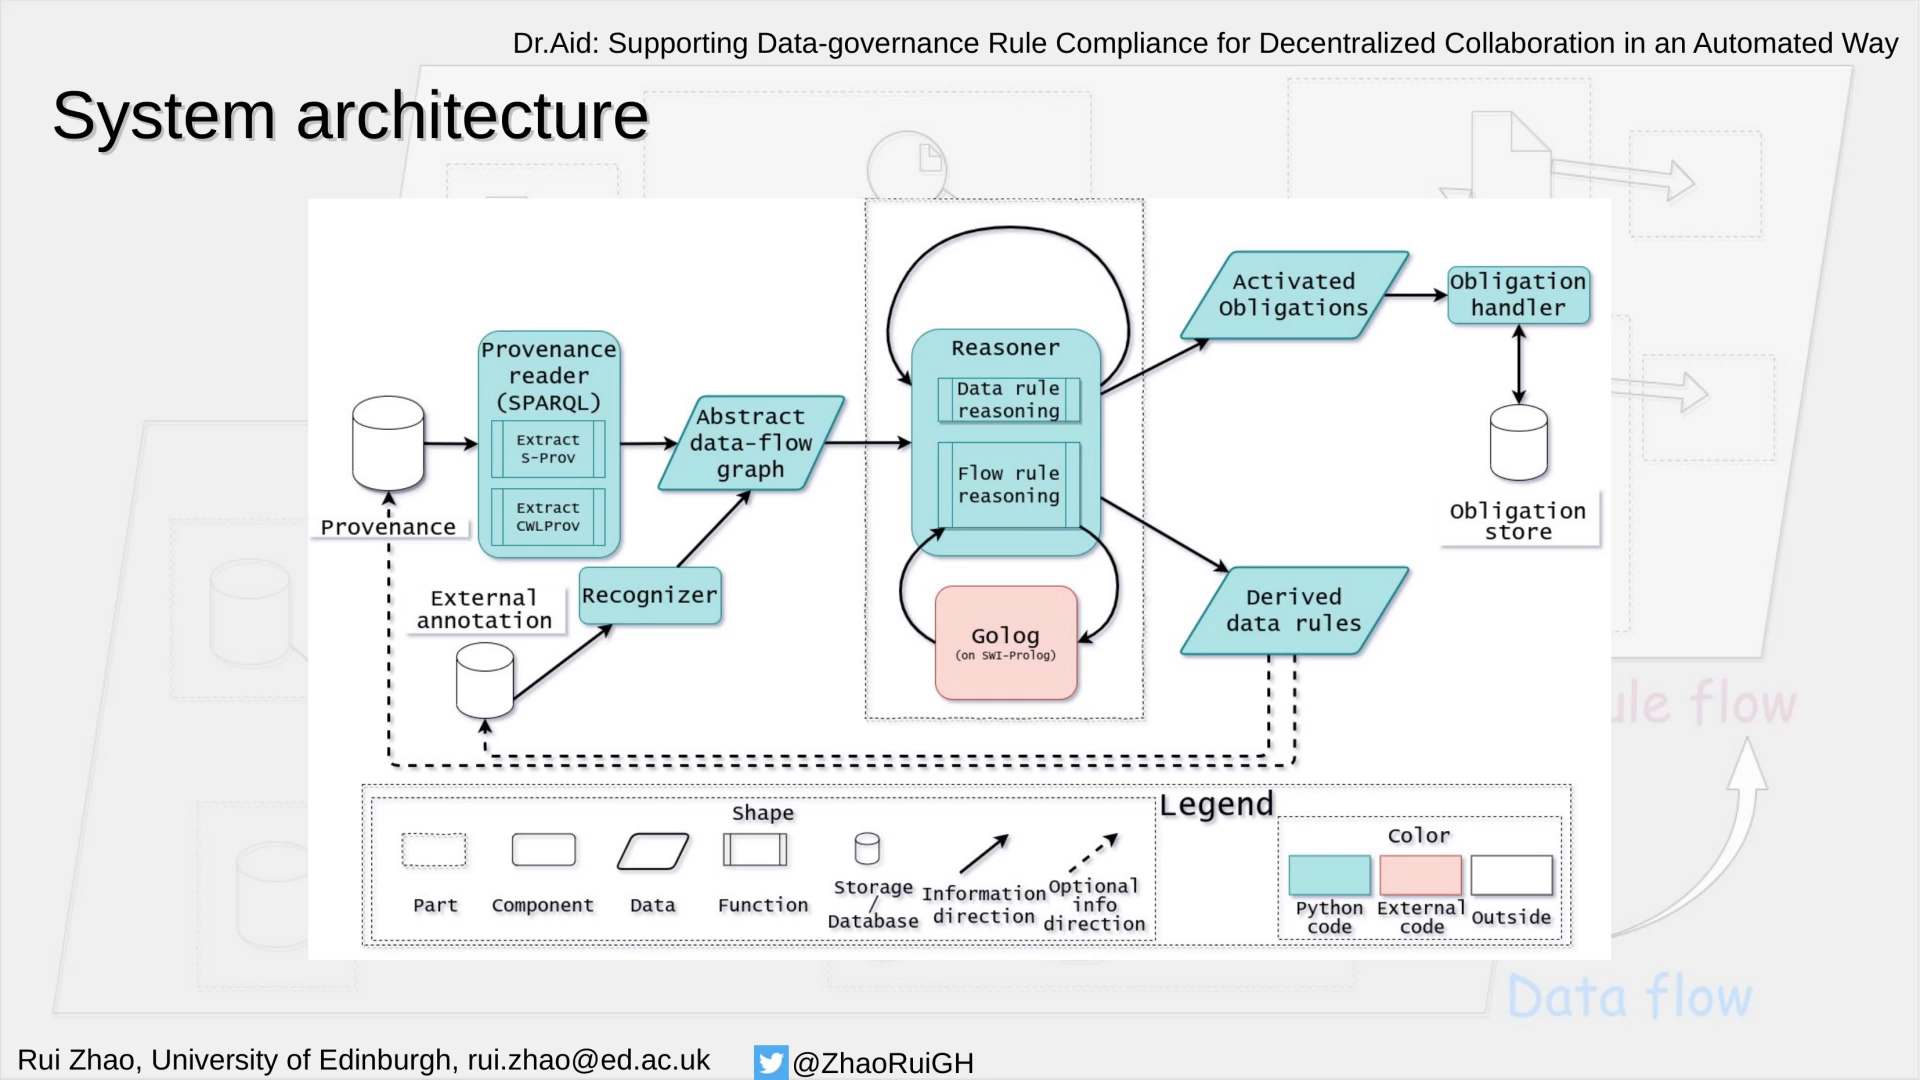 Dr.Aid: Supporting Data-governance Rule Compliance for Decentralized Collaboration in an Automated Way
System architecture
Provenance
Provenance
reader
(SPARQL)
Extract
S-Prov
Extract
CWLProv
External
annotation
Recognizer
Abstract
data-flow
graph
Reasoner
Data rule
reasoning
Flow rule
reasoning
Golog
(on SWI-Prolog)
Activated
Obligations
Obligation
handler
Obligation
store
Derived
data rules
Legend
Shape
Part
Component
Data
Function
Storage
/
Database
Information
direction
Optional
info
direction
Color
Python
code
External
code
Outside
flow
Data flow
Rui Zhao, University of Edinburgh, rui.zhao@ed.ac.uk
@ZhaoRuiGH